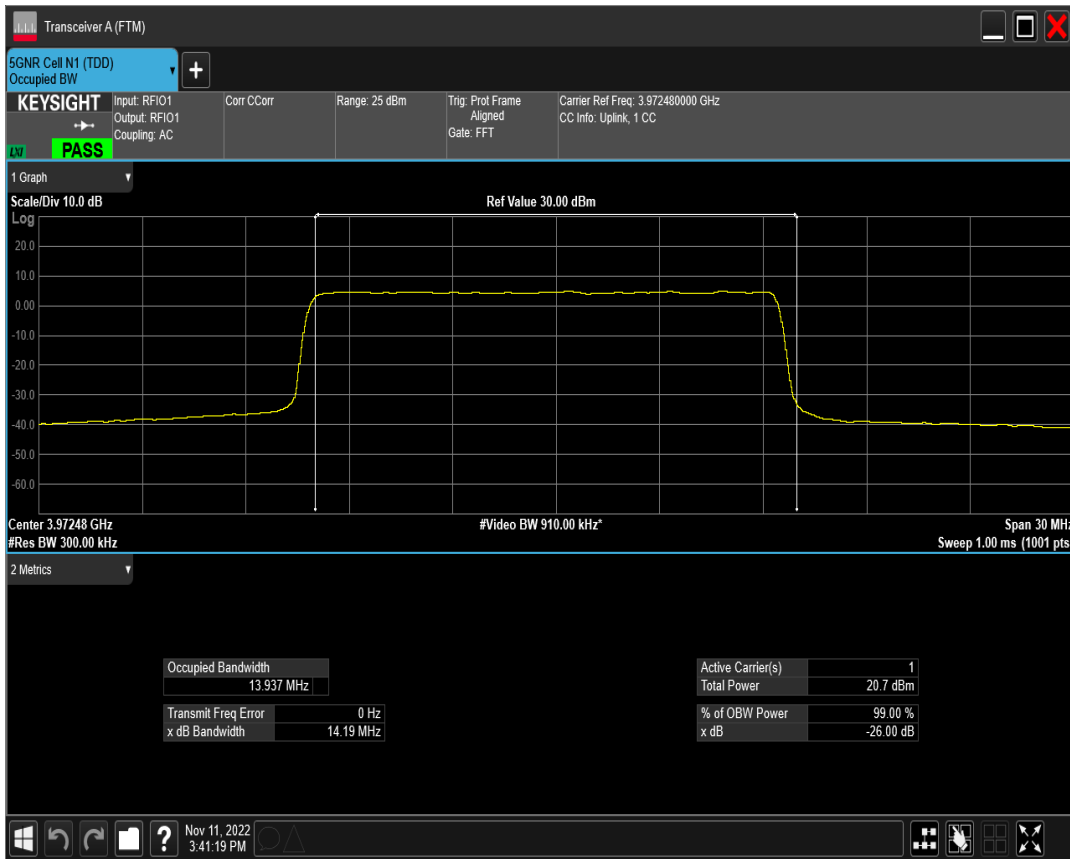 Transceiver A (FTM)
5GNR Cell N1 (TDD)
Occupied BW
+
KEYSIGHT
LXI
PASS
Input: RFIO1
Output: RFIO1
Coupling: AC
Corr CCorr
Range: 25 dBm
Trig: Prot Frame
Aligned
Gate: FFT
Carrier Ref Freq: 3.972480000 GHz
CC Info: Uplink, 1 CC
1 Graph
Scale/Div 10.0 dB
Ref Value 30.00 dBm
Log
20.0
10.0
0.00
-10.0
-20.0
-30.0
-40.0
-50.0
-60.0
Center 3.97248 GHz
#Video BW 910.00 kHz*
Span 30 MHz
#Res BW 300.00 kHz
Sweep 1.00 ms (1001 pts
2 Metrics
Occupied Bandwidth
13.937 MHz
Transmit Freq Error 0 Hz
x dB Bandwidth 14.19 MHz
Active Carrier(s) 1
Total Power 20.7 dBm
% of OBW Power 99.00 %
x dB -26.00 dB
?
Nov 11, 2022
3:41:19 PM